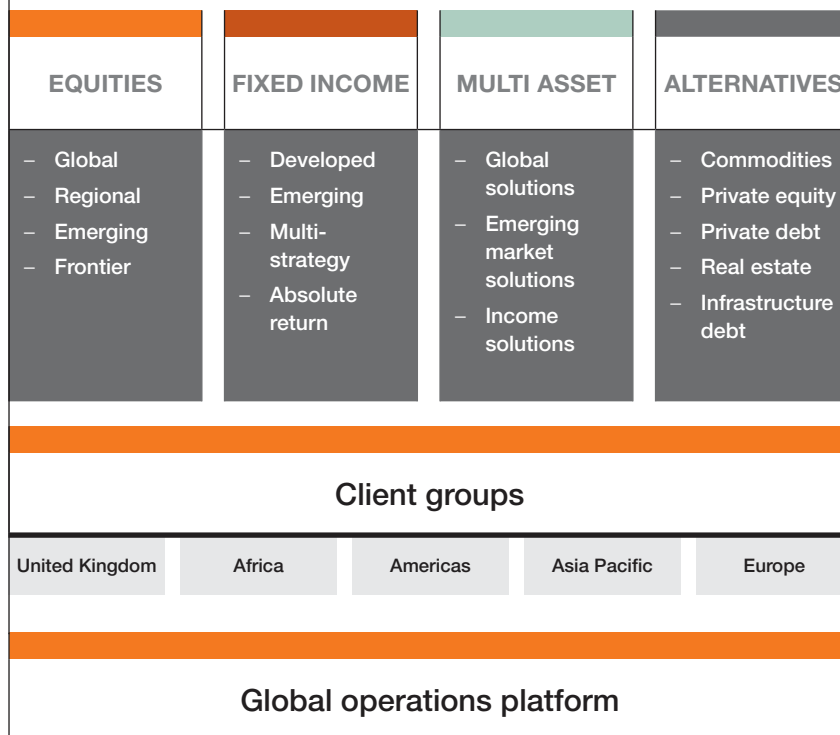 EQUITIES
– Global
– Regional
– Emerging
– Frontier
FIXED INCOME
– Developed
– Emerging
– Multi-
strategy
– Absolute
return
MULTI ASSET
– Global
solutions
– Emerging
market
solutions
– Income
solutions
ALTERNATIVES
– Commodities
– Private equity
– Private debt
– Real estate
– Infrastructure
debt
Client groups
United Kingdom
Africa
Americas
Asia Pacific
Europe
Global operations platform